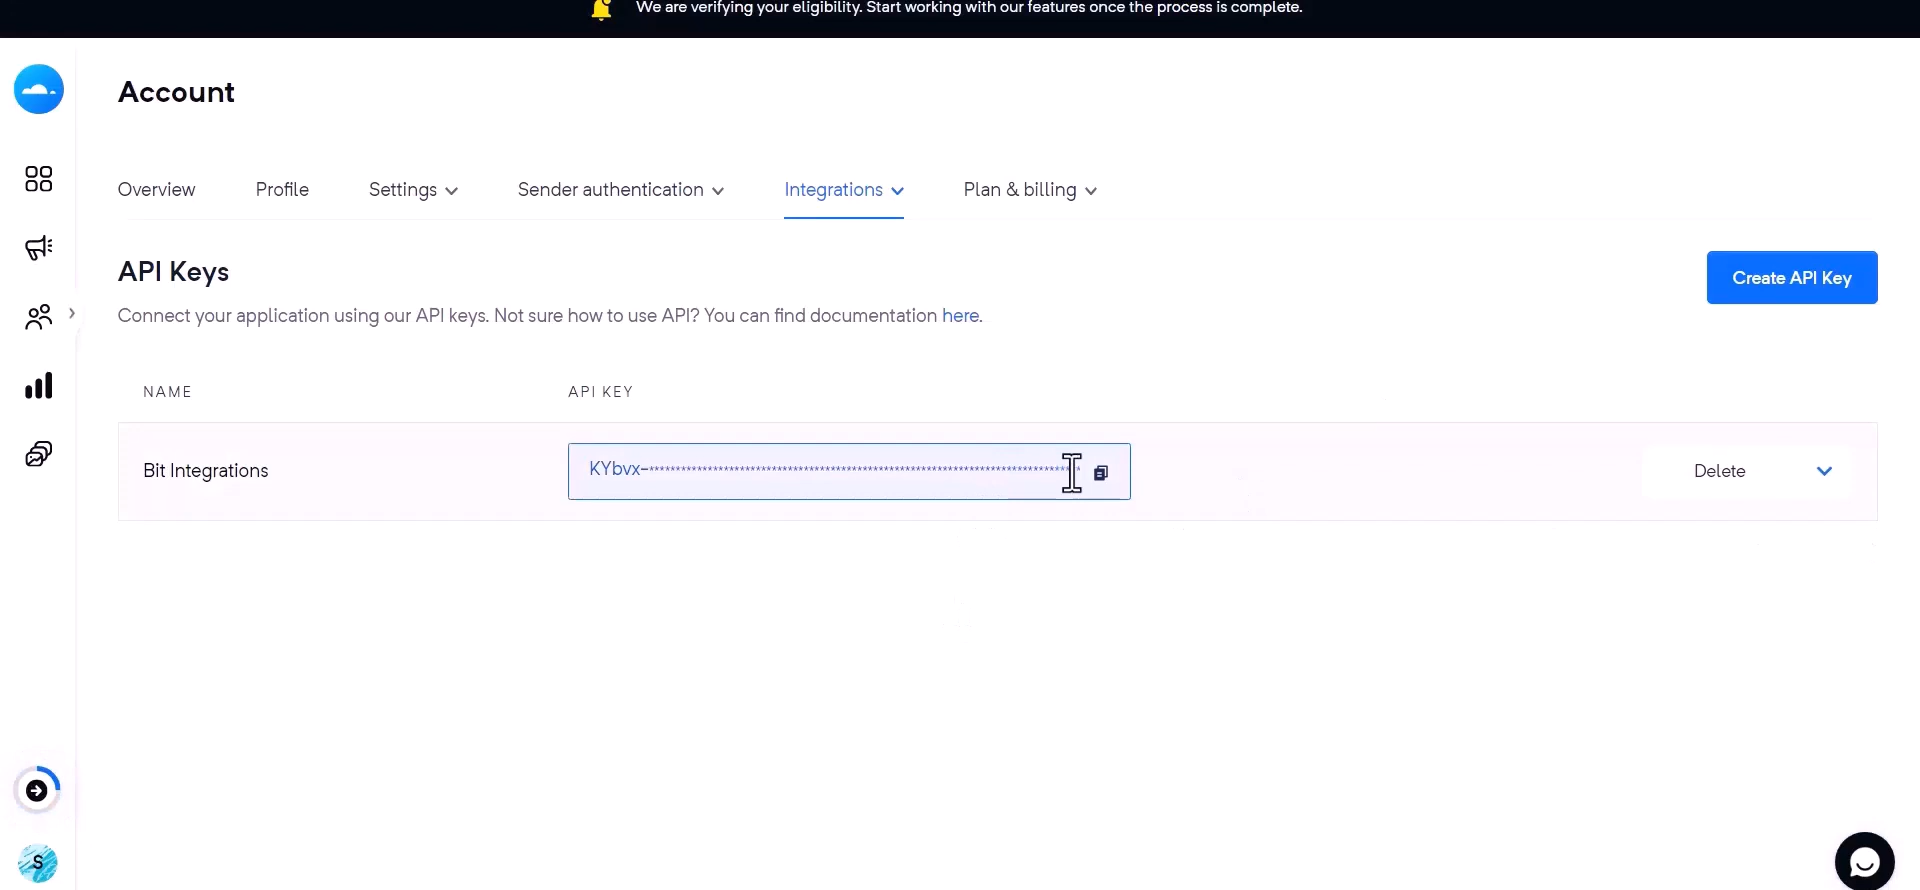 We are verifying your eligibility. Start working with our features once the process is complete.
Account
Overview Profile Settings Sender authentication Integrations Plan & billing
API Keys
Create API Key
Connect your application using our API keys. Not sure how to use API? You can find documentation here.
NAME API KEY
Bit Integrations KYbvx-******************************************************************************** Delete
S